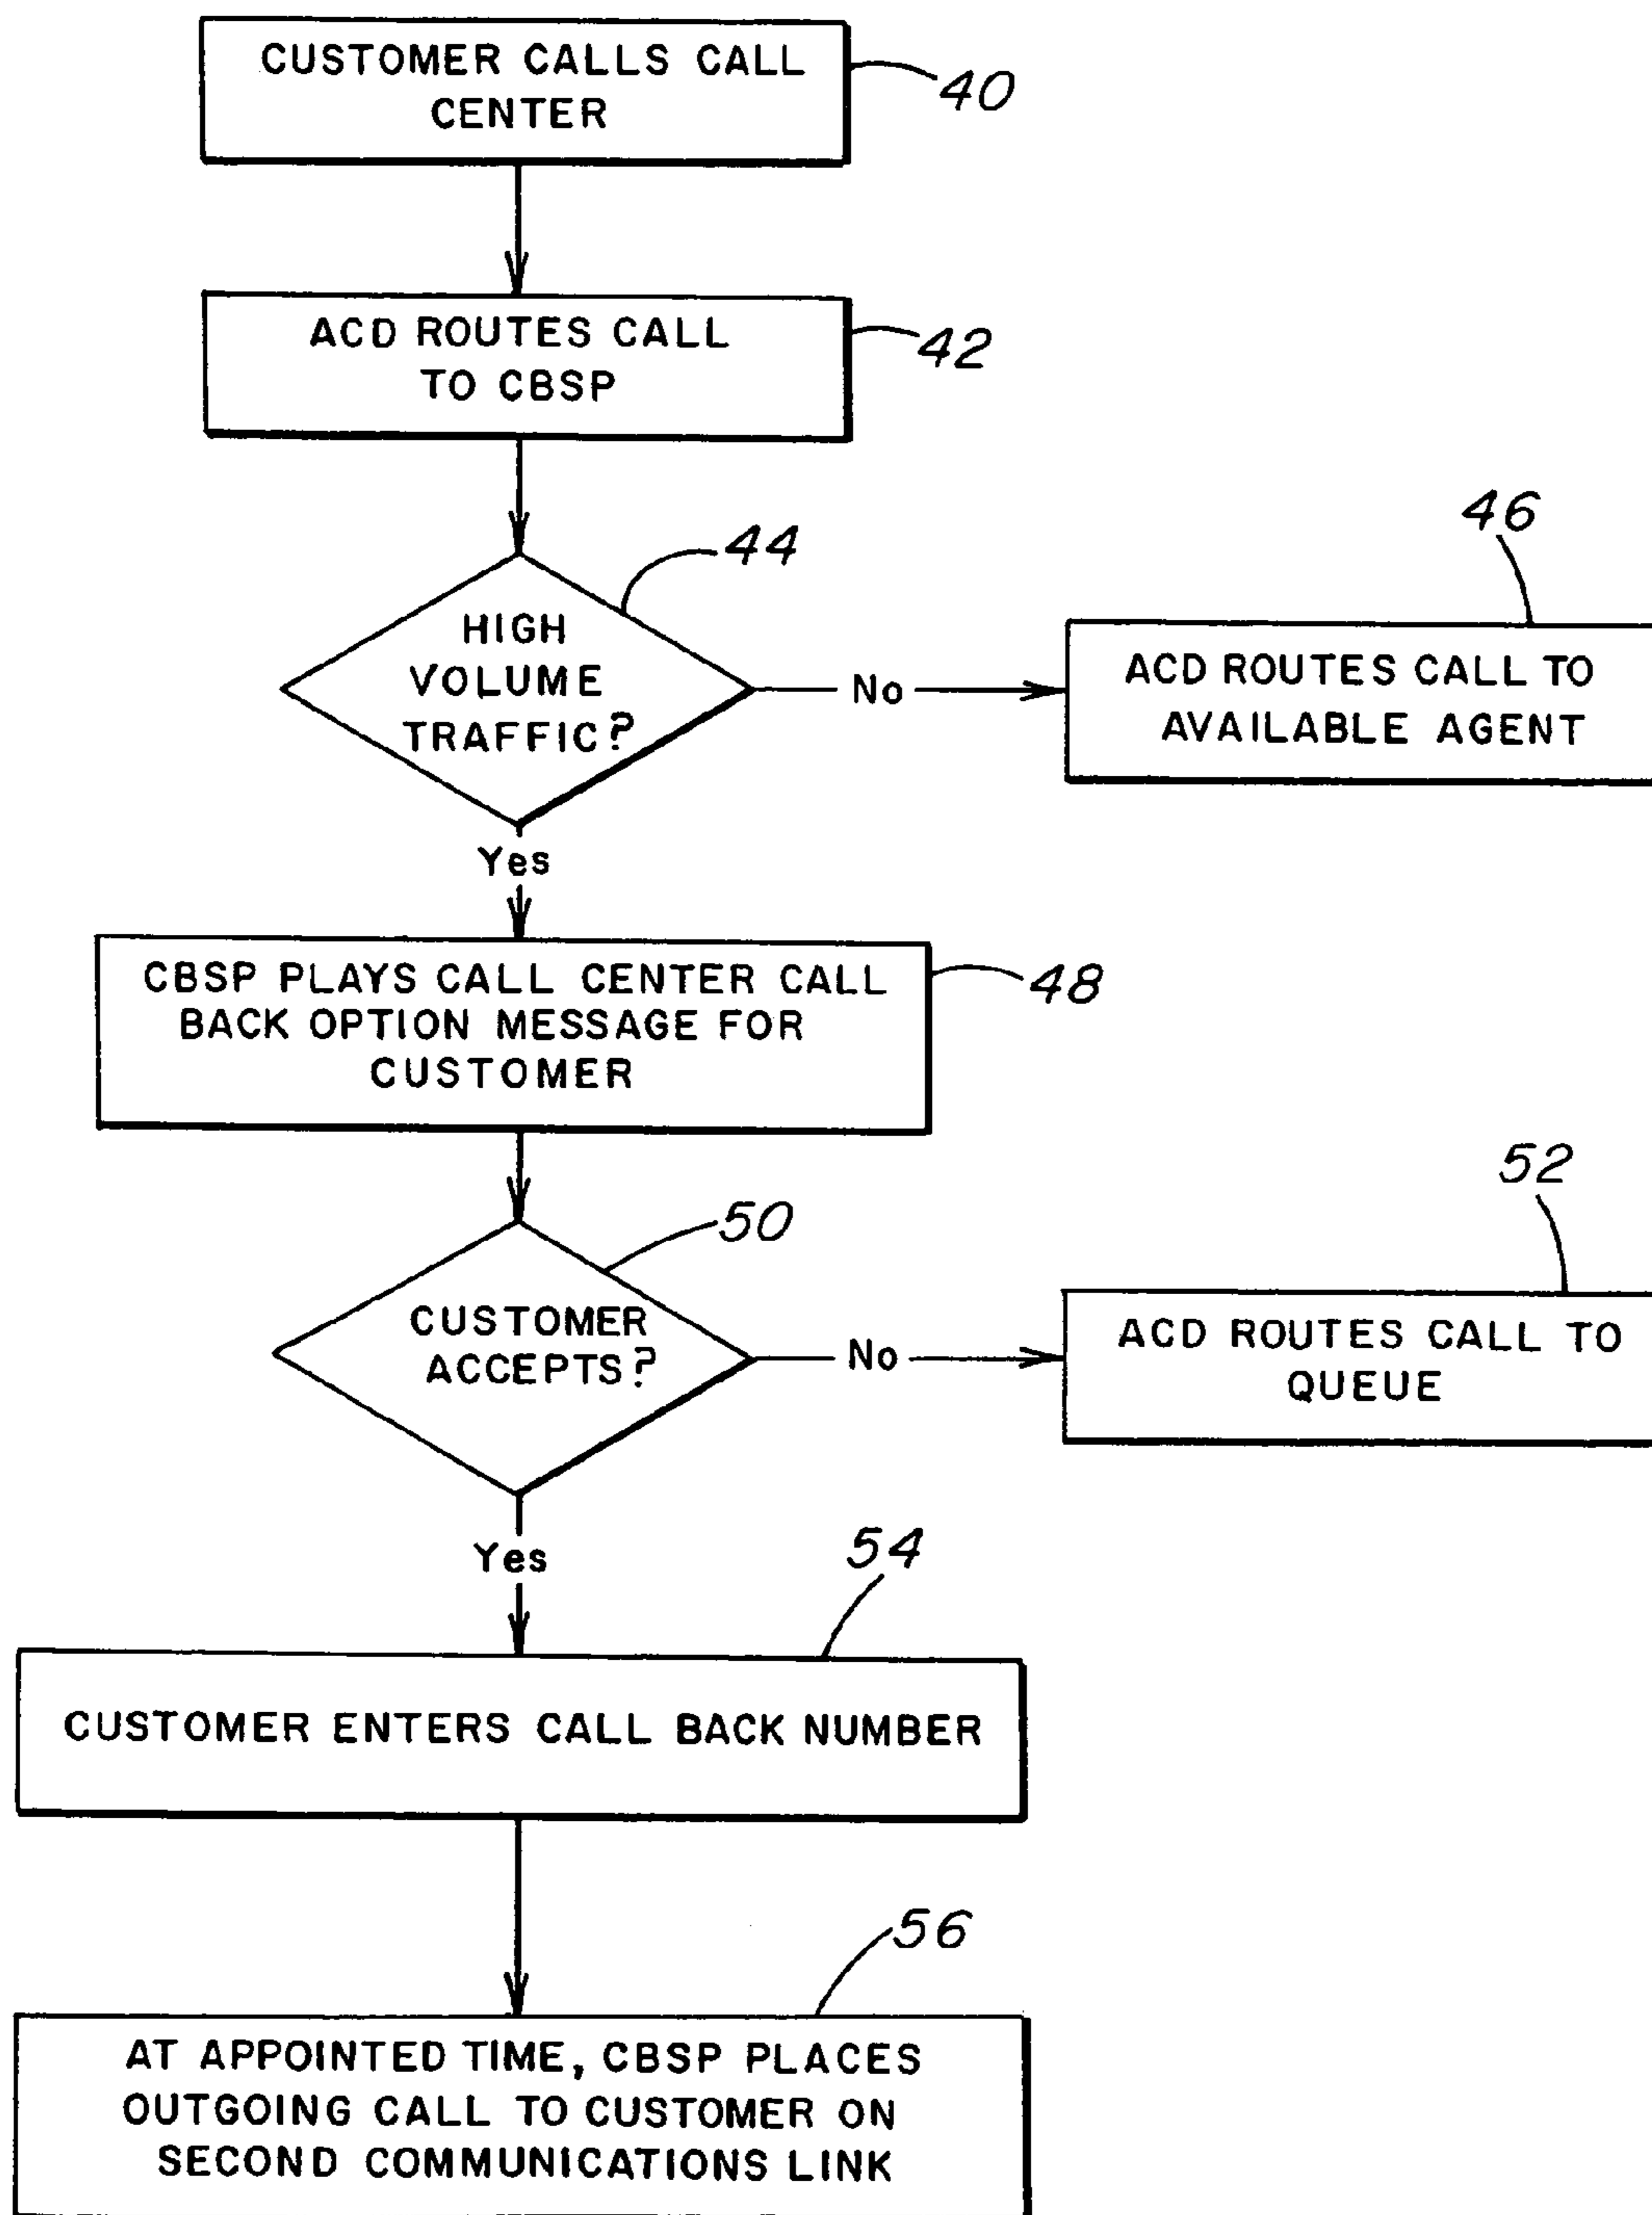 CUSTOMER CALLS CALL
CENTER
40
ACD ROUTES CALL
TO CBSP
42
44
HIGH
VOLUME
TRAFFIC?
No
46
ACD ROUTES CALL TO
AVAILABLE AGENT
Yes
CBSP PLAYS CALL CENTER CALL
BACK OPTION MESSAGE FOR
CUSTOMER
48
50
CUSTOMER
ACCEPTS?
No
52
ACD ROUTES CALL TO
QUEUE
Yes
54
CUSTOMER ENTERS CALL BACK NUMBER
56
AT APPOINTED TIME, CBSP PLACES
OUTGOING CALL TO CUSTOMER ON
SECOND COMMUNICATIONS LINK